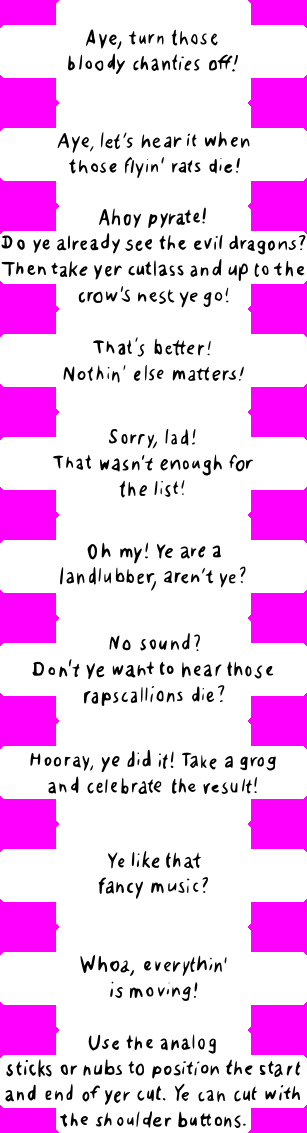 Aye, turn those
bloody chanties off!
Aye, let's hear it when
those flyin' rats die!
Ahoy pyrate!
Do ye already see the evil dragons?
Then take yer cutlass and up to the
crow's nest ye go!
That's better!
Nothin' else matters!
Sorry, lad!
That wasn't enough for
the list!
Oh my! Ye are a
landlubber, aren't ye?
No sound?
Don't ye want to hear those
rapscallions die?
Hooray, ye did it! Take a grog
and celebrate the result!
Ye like that
fancy music?
Whoa, everythin'
is moving!
Use the analog
sticks or nubs to position the start
and end of yer cut. Ye can cut with
the shoulder buttons.